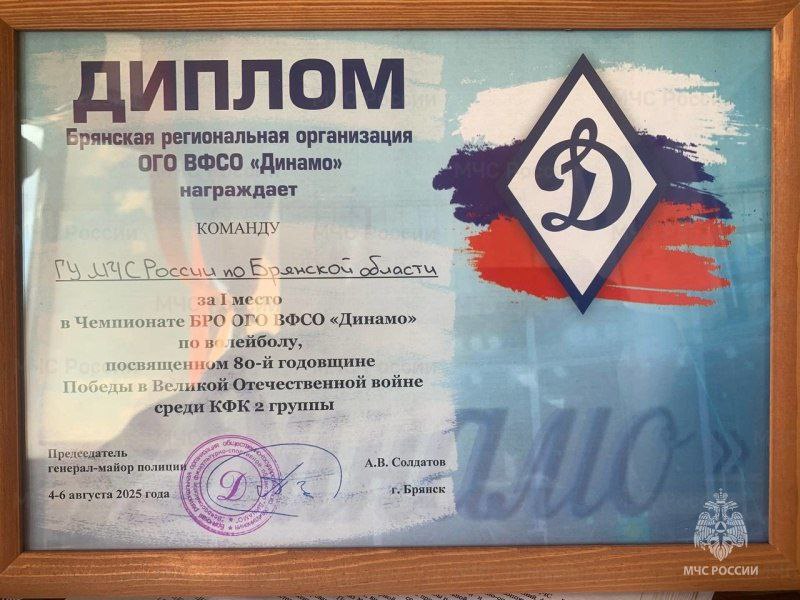 ДИПЛОМ
Брянская региональная организация
ОГО ВФСО «Динамо»
награждает
КОМАНДУ
ГУ МЧС России по Брянской области
за I место
в Чемпионате БРО ОГО ВФСО «Динамо»
по волейболу,
посвященном 80-й годовщине
Победы в Великой Отечественной войне
среди КФК 2 группы
Председатель
генерал-майор полиции
А.В. Солдатов
4-6 августа 2025 года
г. Брянск
Д
Д
МЧС РОССИИ